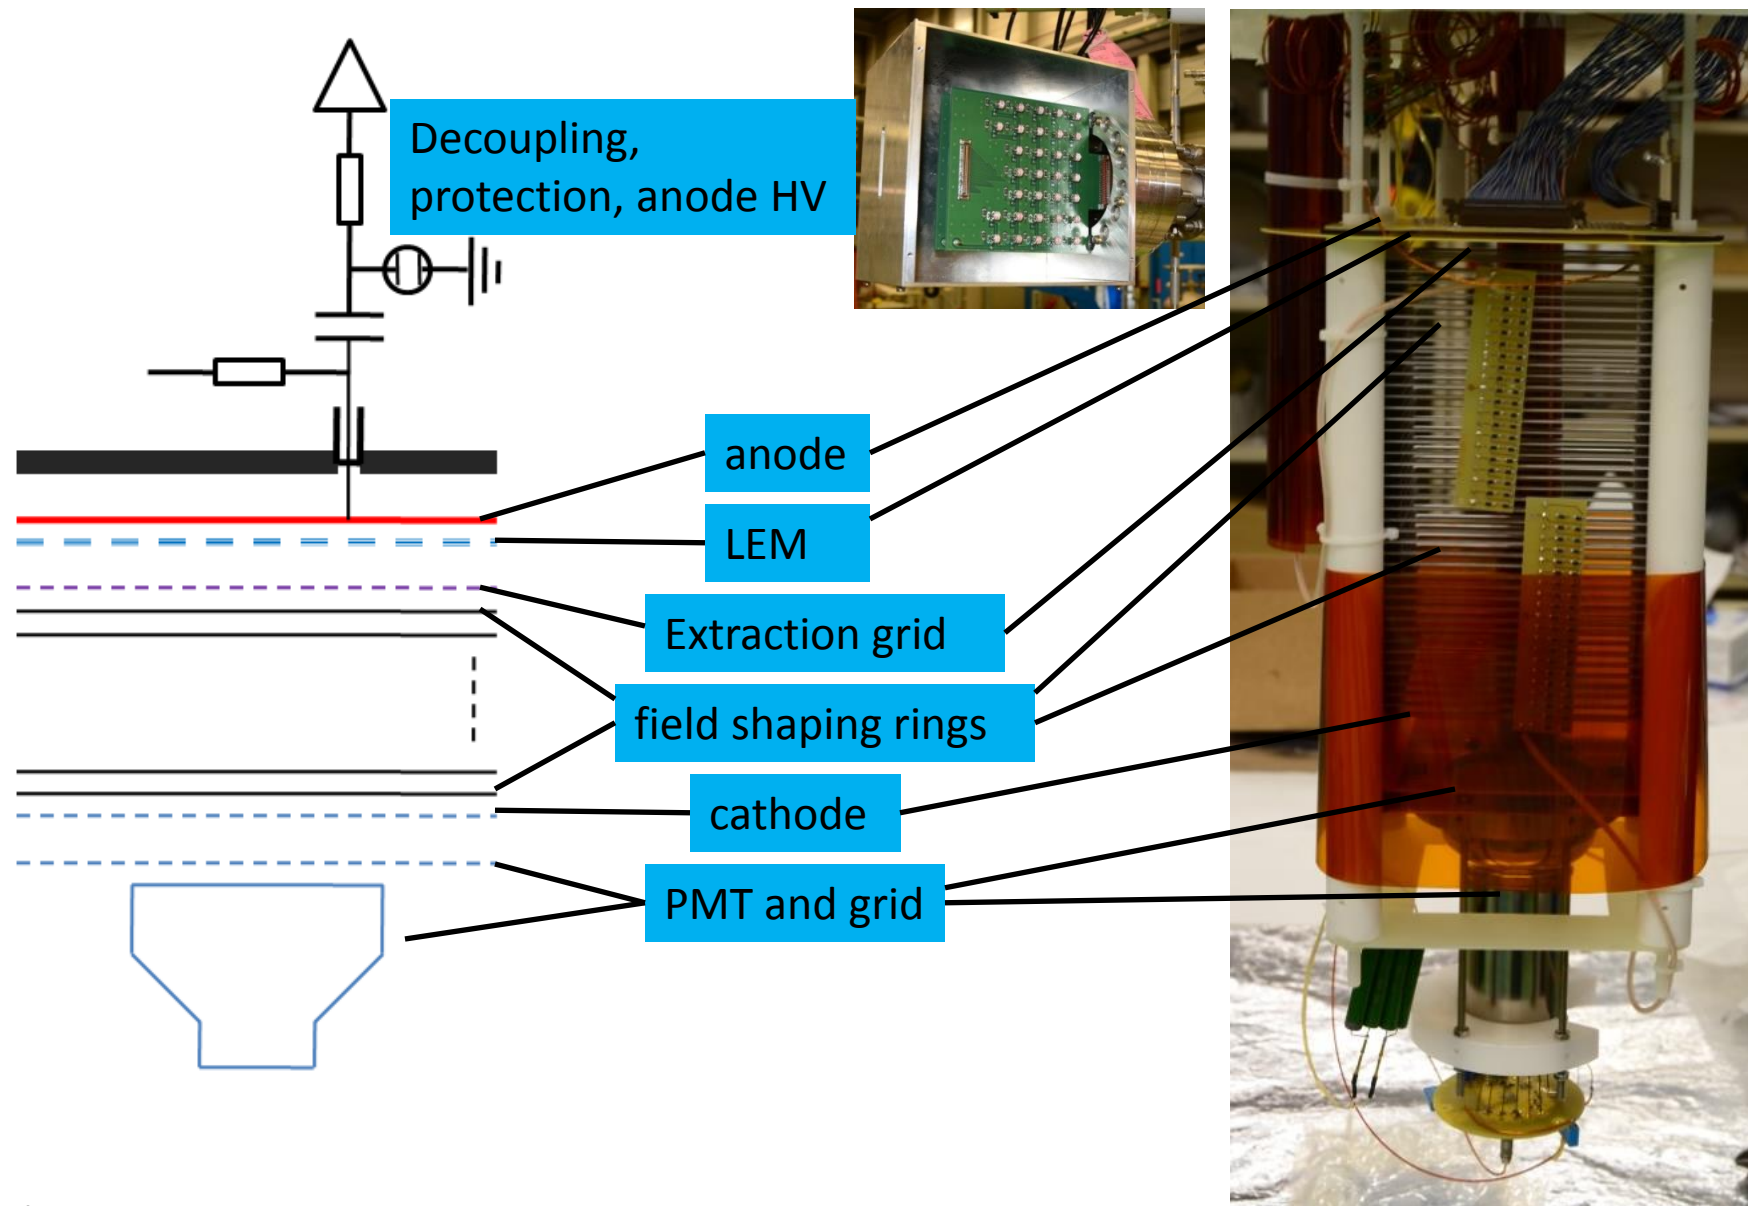 Decoupling,
protection, anode HV
anode
LEM
Extraction grid
field shaping rings
cathode
PMT and grid